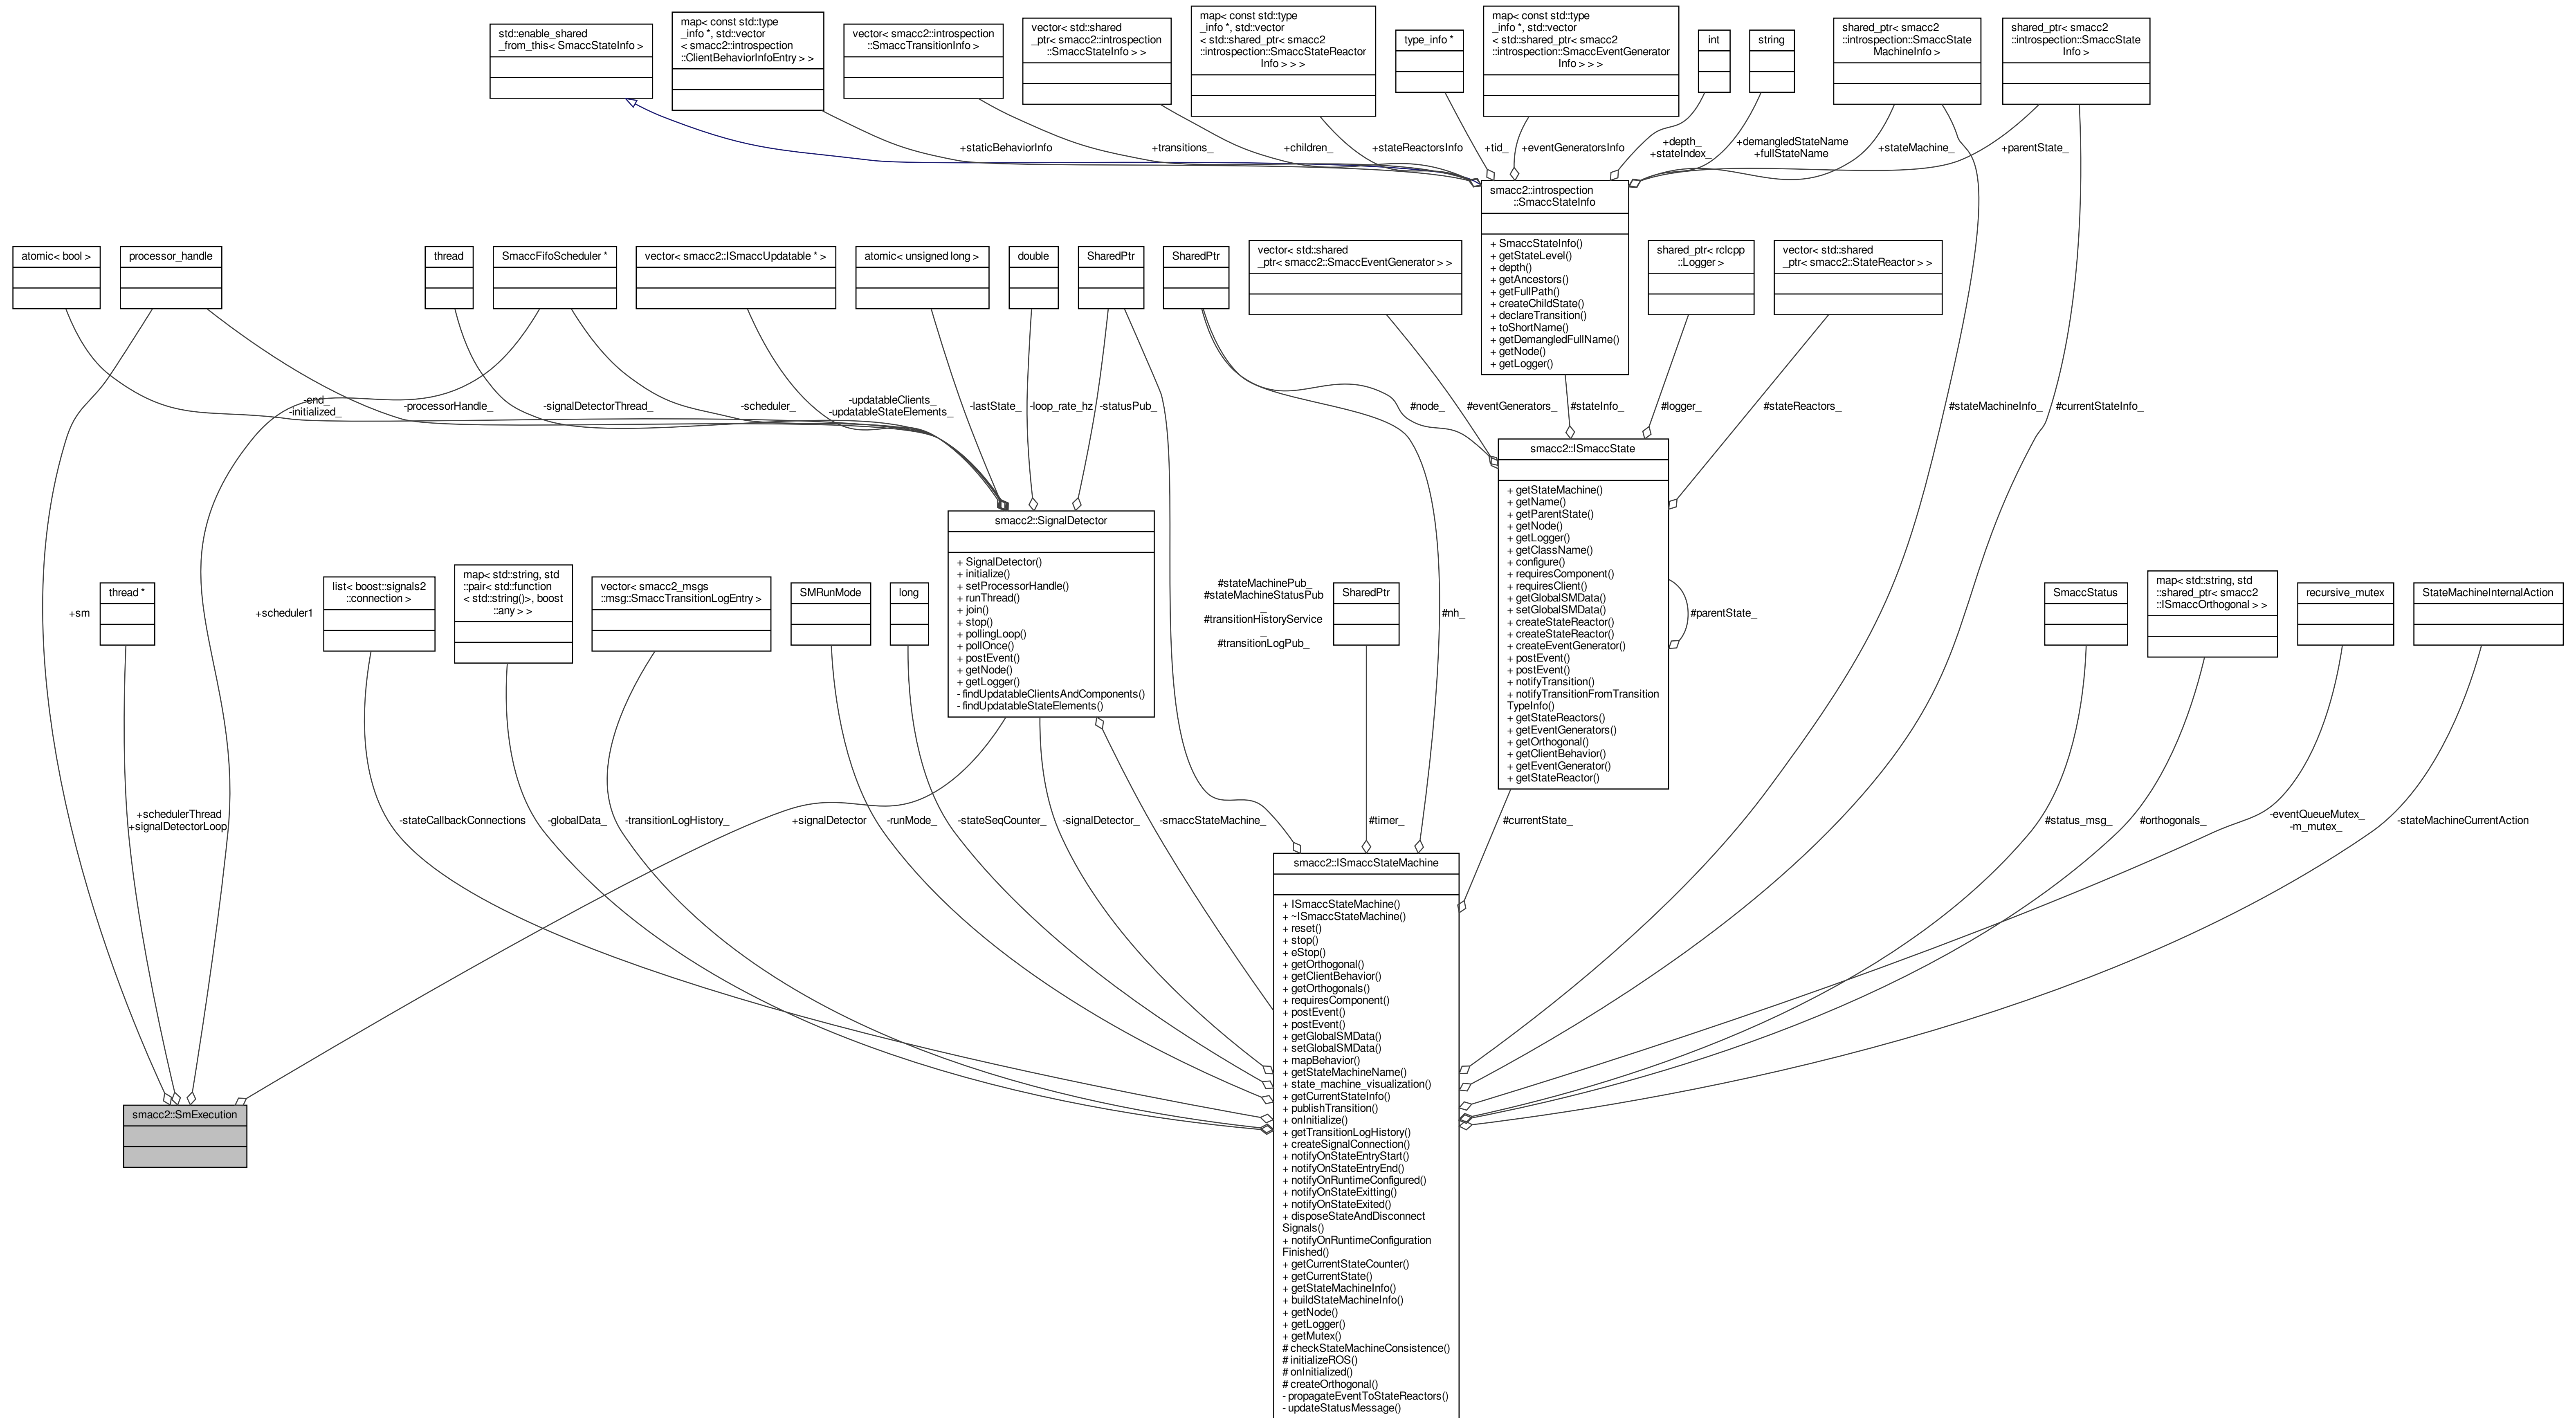 std::enable_shared
_from_this< SmaccStateInfo >
map< const std::type
_info *, std::vector
< smacc2::introspection
::ClientBehaviorInfoEntry > >
vector< smacc2::introspection
::SmaccTransitionInfo >
vector< std::shared
_ptr< smacc2::introspection
::SmaccStateInfo > >
map< const std::type
_info *, std::vector
< std::shared_ptr< smacc2
::introspection::SmaccStateReactor
Info > > >
type_info *
map< const std::type
_info *, std::vector
< std::shared_ptr< smacc2
::introspection::SmaccEventGenerator
Info > > >
int
string
shared_ptr< smacc2
::introspection::SmaccState
MachineInfo >
shared_ptr< smacc2
::introspection::SmaccState
Info >
+staticBehaviorInfo
+transitions_
+children_
+stateReactorsInfo
+tid_
+eventGeneratorsInfo
+depth_
+stateIndex_
+demangledStateName
+fullStateName
+stateMachine_
+parentState_
smacc2::introspection
::SmaccStateInfo
+ SmaccStateInfo()
+ getStateLevel()
+ depth()
+ getAncestors()
+ getFullPath()
+ createChildState()
+ declareTransition()
+ toShortName()
+ getDemangledFullName()
+ getNode()
+ getLogger()
atomic< bool >
processor_handle
thread
SmaccFifoScheduler *
vector< smacc2::ISmaccUpdatable * >
atomic< unsigned long >
double
SharedPtr
SharedPtr
vector< std::shared
_ptr< smacc2::SmaccEventGenerator > >
shared_ptr< rclcpp
::Logger >
vector< std::shared
_ptr< smacc2::StateReactor > >
-end_
-initialized_
-processorHandle_
-signalDetectorThread_
-scheduler_
-updatableClients_
-updatableStateElements_
-lastState_
-loop_rate_hz
-statusPub_
#node_
#eventGenerators_
#stateInfo_
#logger_
#stateReactors_
#stateMachineInfo_
#currentStateInfo_
smacc2::ISmaccState
+ getStateMachine()
+ getName()
+ getParentState()
+ getNode()
+ getLogger()
+ getClassName()
+ configure()
+ requiresComponent()
+ requiresClient()
+ getGlobalSMData()
+ setGlobalSMData()
+ createStateReactor()
+ createStateReactor()
+ createEventGenerator()
+ postEvent()
+ postEvent()
+ notifyTransition()
+ notifyTransitionFromTransition
TypeInfo()
+ getStateReactors()
+ getEventGenerators()
+ getOrthogonal()
+ getClientBehavior()
+ getEventGenerator()
+ getStateReactor()
#parentState_
smacc2::SignalDetector
+ SignalDetector()
+ initialize()
+ setProcessorHandle()
+ runThread()
+ join()
+ stop()
+ pollingLoop()
+ pollOnce()
+ postEvent()
+ getNode()
+ getLogger()
- findUpdatableClientsAndComponents()
- findUpdatableStateElements()
+sm
thread *
+scheduler1
list< boost::signals2
::connection >
map< std::string, std
::pair< std::function
< std::string()>, boost
::any > >
vector< smacc2_msgs
::msg::SmaccTransitionLogEntry >
SMRunMode
long
#stateMachinePub_
#stateMachineStatusPub
_
#transitionHistoryService
_
#transitionLogPub_
SharedPtr
#nh_
SmaccStatus
map< std::string, std
::shared_ptr< smacc2
::ISmaccOrthogonal > >
recursive_mutex
StateMachineInternalAction
+schedulerThread
+signalDetectorLoop
-stateCallbackConnections
-globalData_
-transitionLogHistory_
+signalDetector
-runMode_
-stateSeqCounter_
-signalDetector_
-smaccStateMachine_
#timer_
#currentState_
#status_msg_
#orthogonals_
-eventQueueMutex_
-m_mutex_
-stateMachineCurrentAction
smacc2::SmExecution
smacc2::ISmaccStateMachine
+ ISmaccStateMachine()
+ ~ISmaccStateMachine()
+ reset()
+ stop()
+ eStop()
+ getOrthogonal()
+ getClientBehavior()
+ getOrthogonals()
+ requiresComponent()
+ postEvent()
+ postEvent()
+ getGlobalSMData()
+ setGlobalSMData()
+ mapBehavior()
+ getStateMachineName()
+ state_machine_visualization()
+ getCurrentStateInfo()
+ publishTransition()
+ onInitialize()
+ getTransitionLogHistory()
+ createSignalConnection()
+ notifyOnStateEntryStart()
+ notifyOnStateEntryEnd()
+ notifyOnRuntimeConfigured()
+ notifyOnStateExitting()
+ notifyOnStateExited()
+ disposeStateAndDisconnect
Signals()
+ notifyOnRuntimeConfiguration
Finished()
+ getCurrentStateCounter()
+ getCurrentState()
+ getStateMachineInfo()
+ buildStateMachineInfo()
+ getNode()
+ getLogger()
+ getMutex()
# checkStateMachineConsistence()
# initializeROS()
# onInitialized()
# createOrthogonal()
- propagateEventToStateReactors()
- updateStatusMessage()